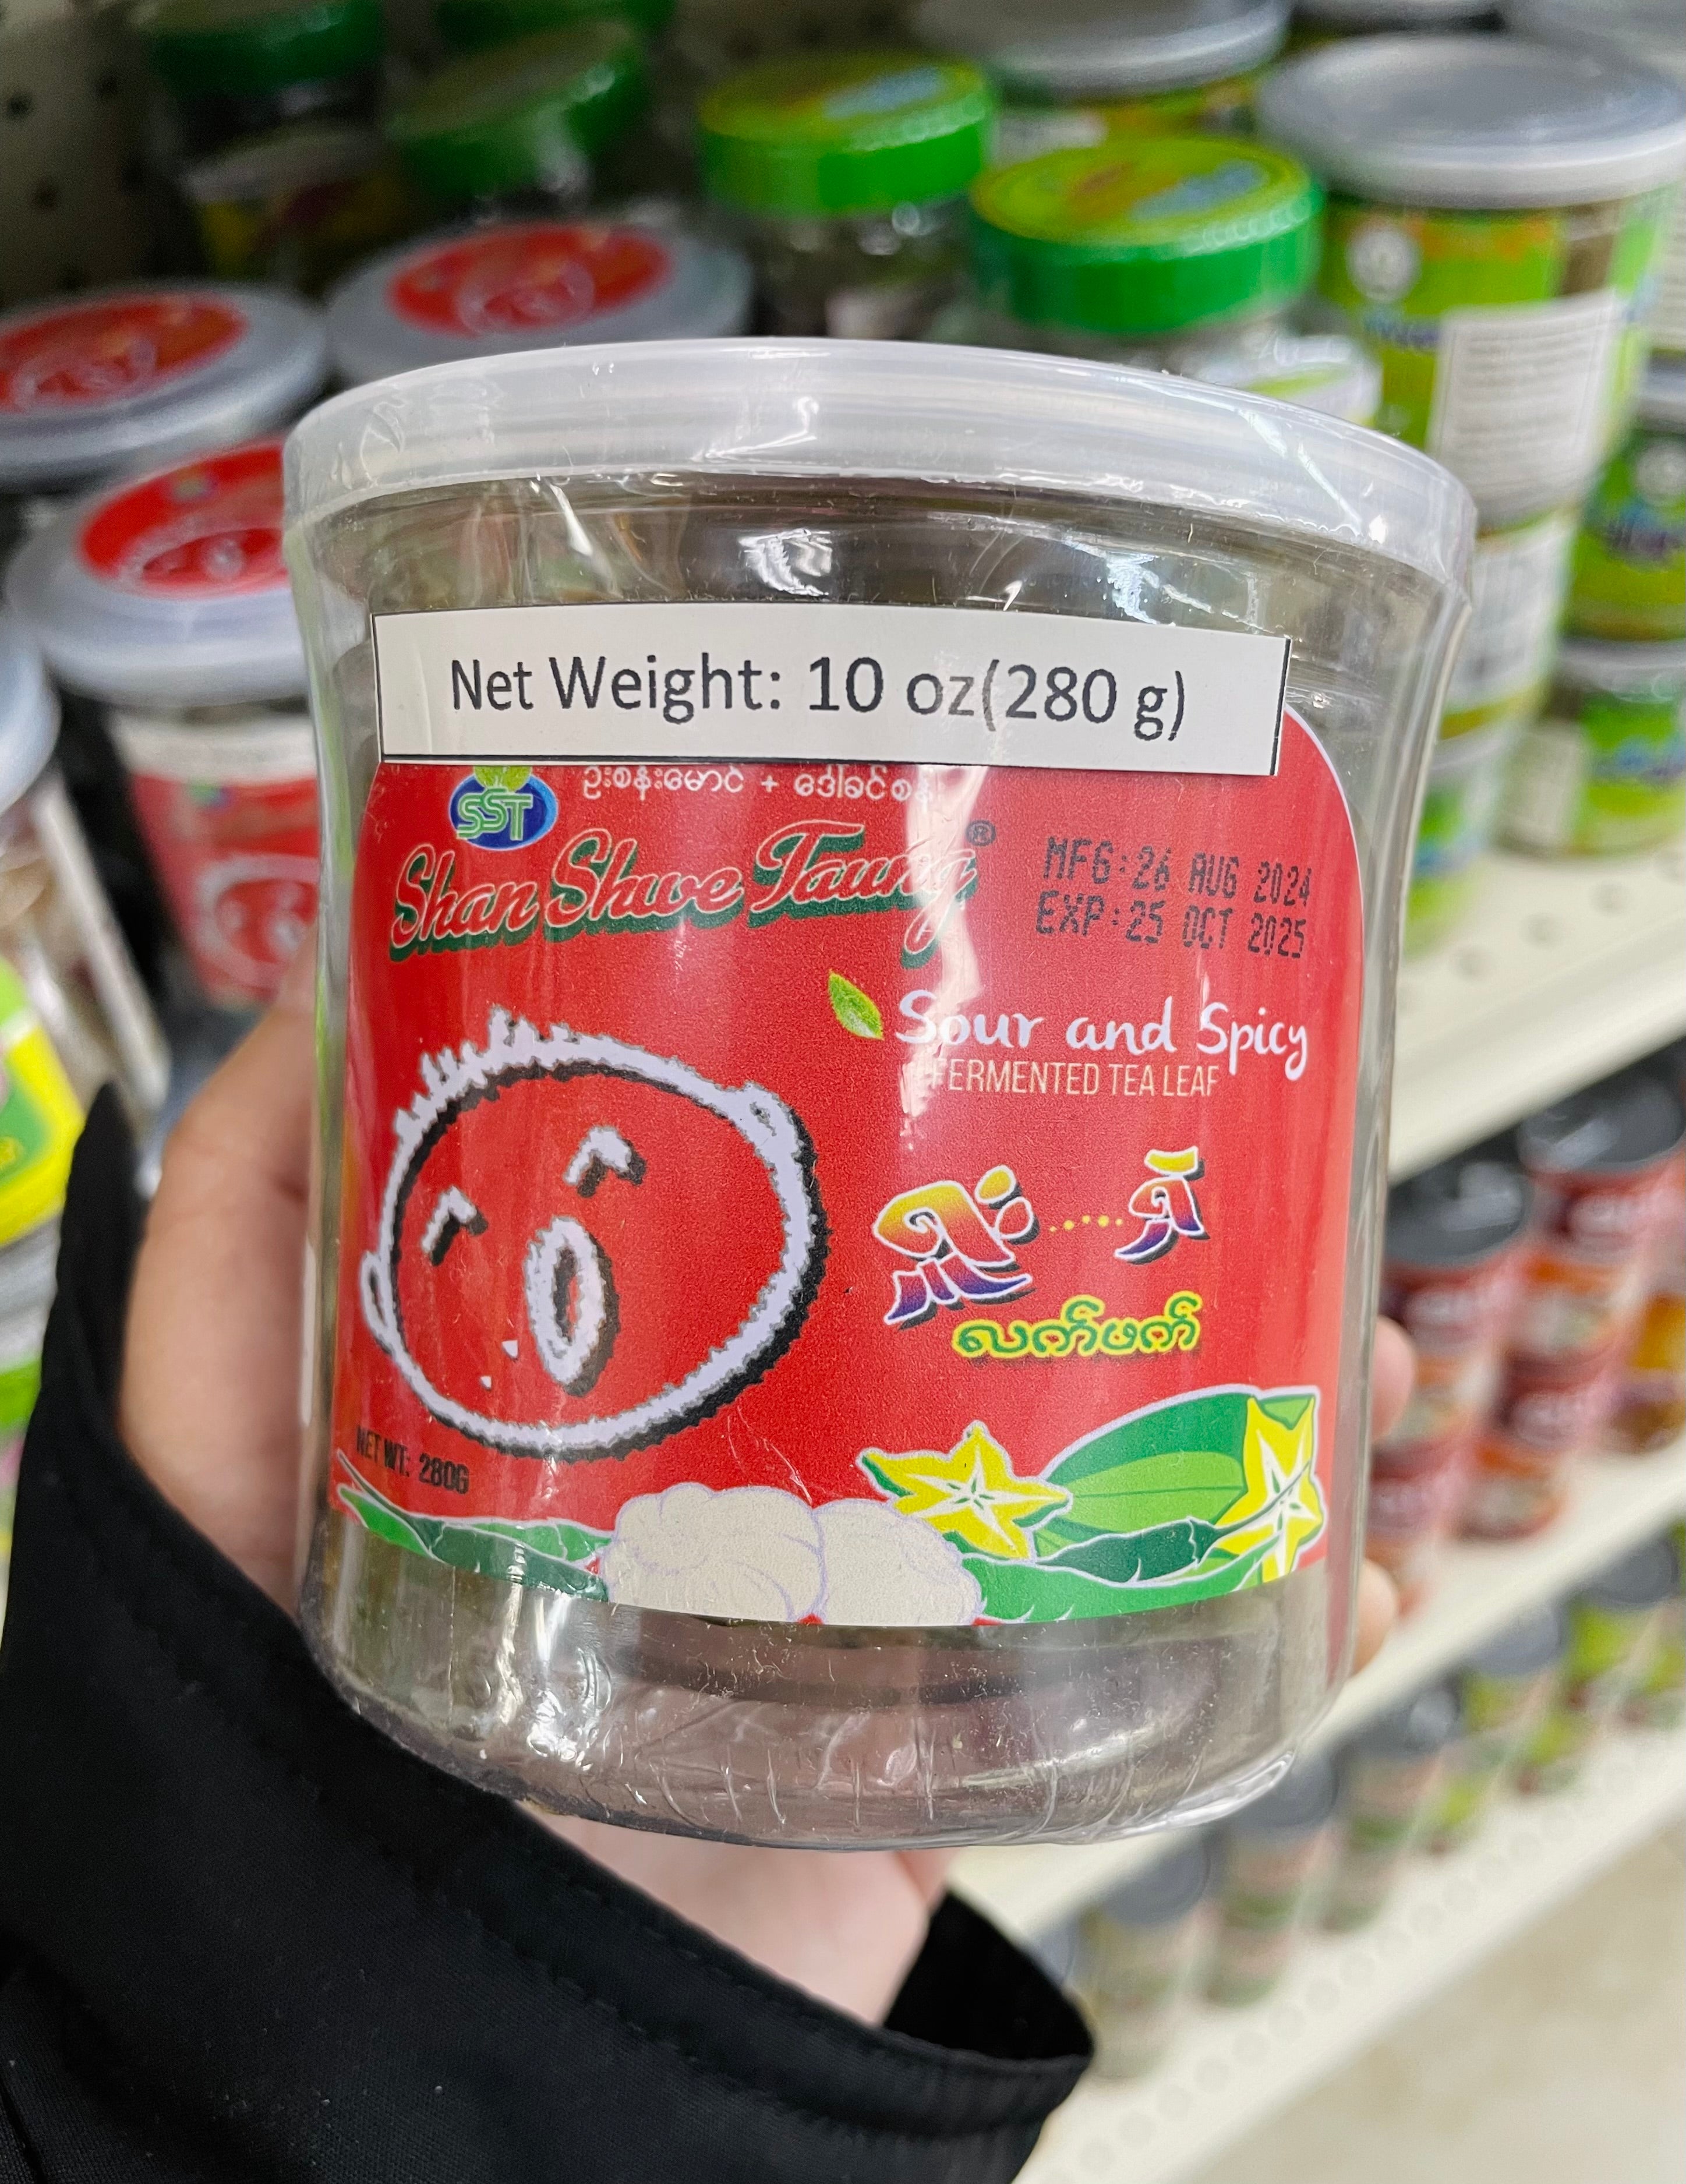 Net Weight: 10 oz(280 g)
SST
ဦးစန်းမောင် + ဒေါ်ခင်စန်း
Shan Shwe Taung®
MFG:26 AUG 2024
EXP:25 OCT 2025
Sour and Spicy
FERMENTED TEA LEAF
ရှူး.....ရှဲ
လက်ဖက်
NET WT: 280G